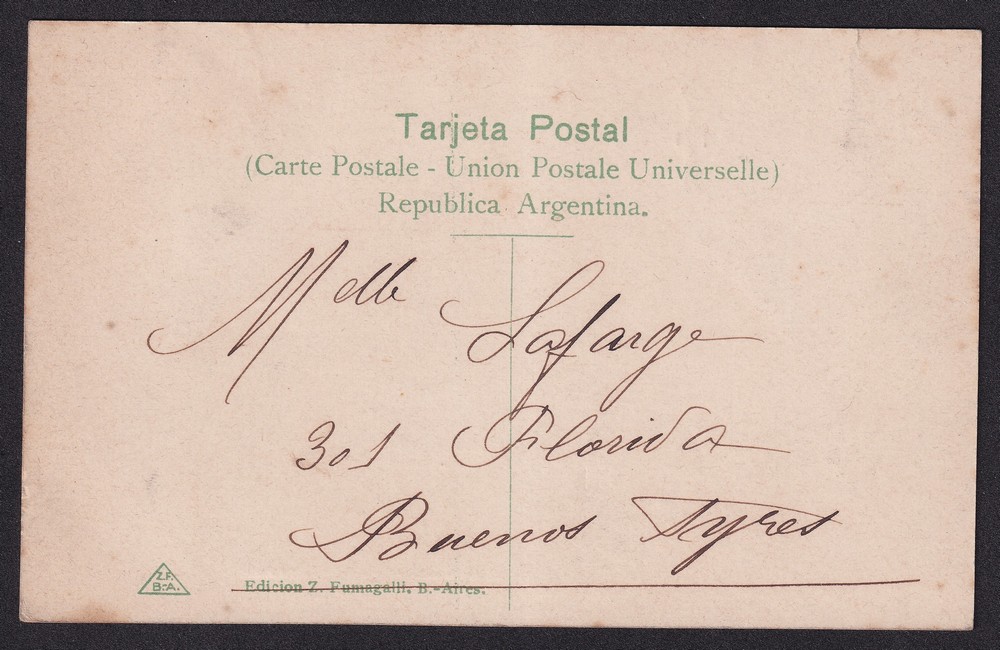 Tarjeta Postal
(Carte Postale - Union Postale Universelle)
Republica Argentina.
Melle Lafarge
301 Florida
Buenos Ayres
Z.F.
B.-A.
Edicion Z. Fumagalli. B.-Aires.